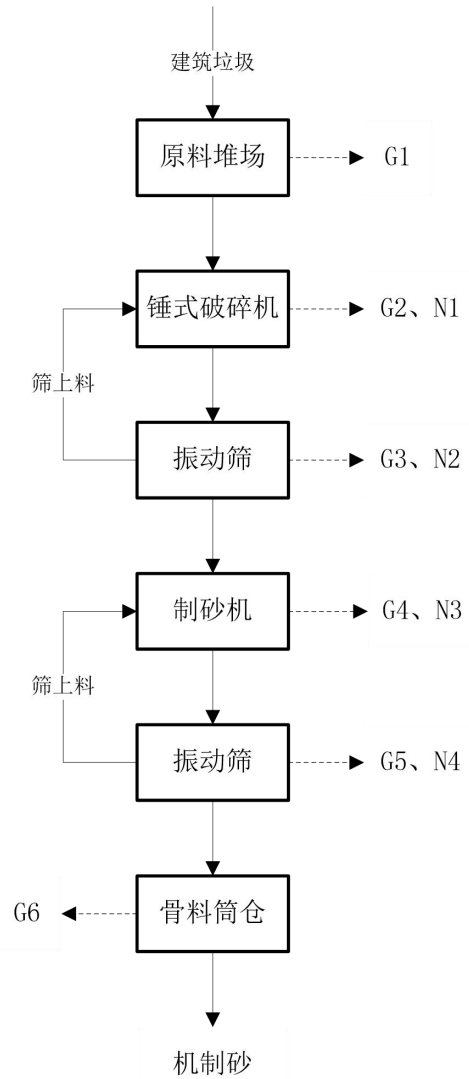 建筑垃圾
原料堆场
G1
锤式破碎机
G2、N1
筛上料
振动筛
G3、N2
制砂机
G4、N3
筛上料
振动筛
G5、N4
G6
骨料筒仓
机制砂